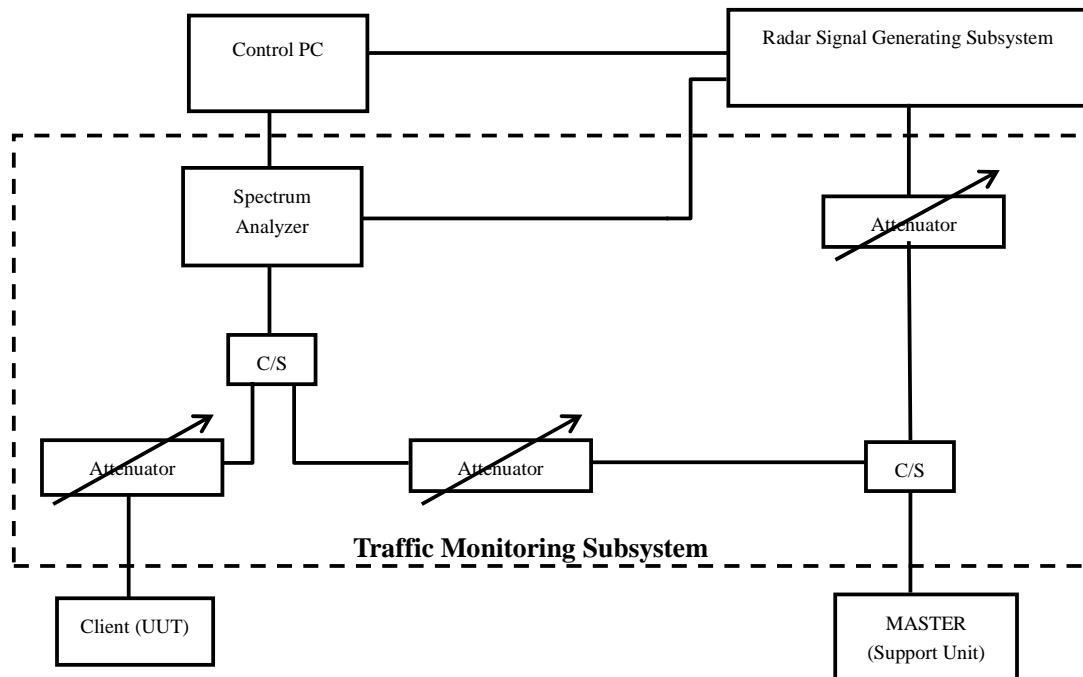 Control PC
Radar Signal Generating Subsystem
Spectrum
Analyzer
Attenuator
C/S
Attenuator
Attenuator
C/S
Traffic Monitoring Subsystem
Client (UUT)
MASTER
(Support Unit)